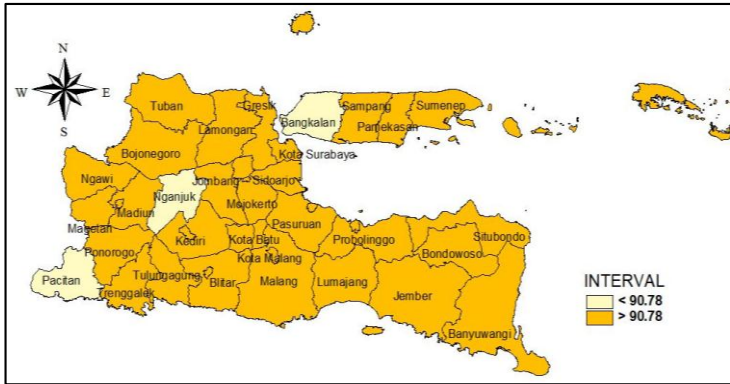 N
W E
S
Tuban
Gresik
Lamongan
Bangkalan
Sampang
Pamekasan
Sumenep
Bojonegoro
Kota Surabaya
Ngawi
Nganjuk
Jombang
Sidoarjo
Madiun
Mojokerto
Magetan
Ponorogo
Kediri
Kota Batu
Pasuruan
Probolinggo
Situbondo
Bondowoso
Pacitan
Trenggalek
Tulungagung
Blitar
Kota Malang
Malang
Lumajang
Jember
Banyuwangi
INTERVAL
< 90.78
> 90.78